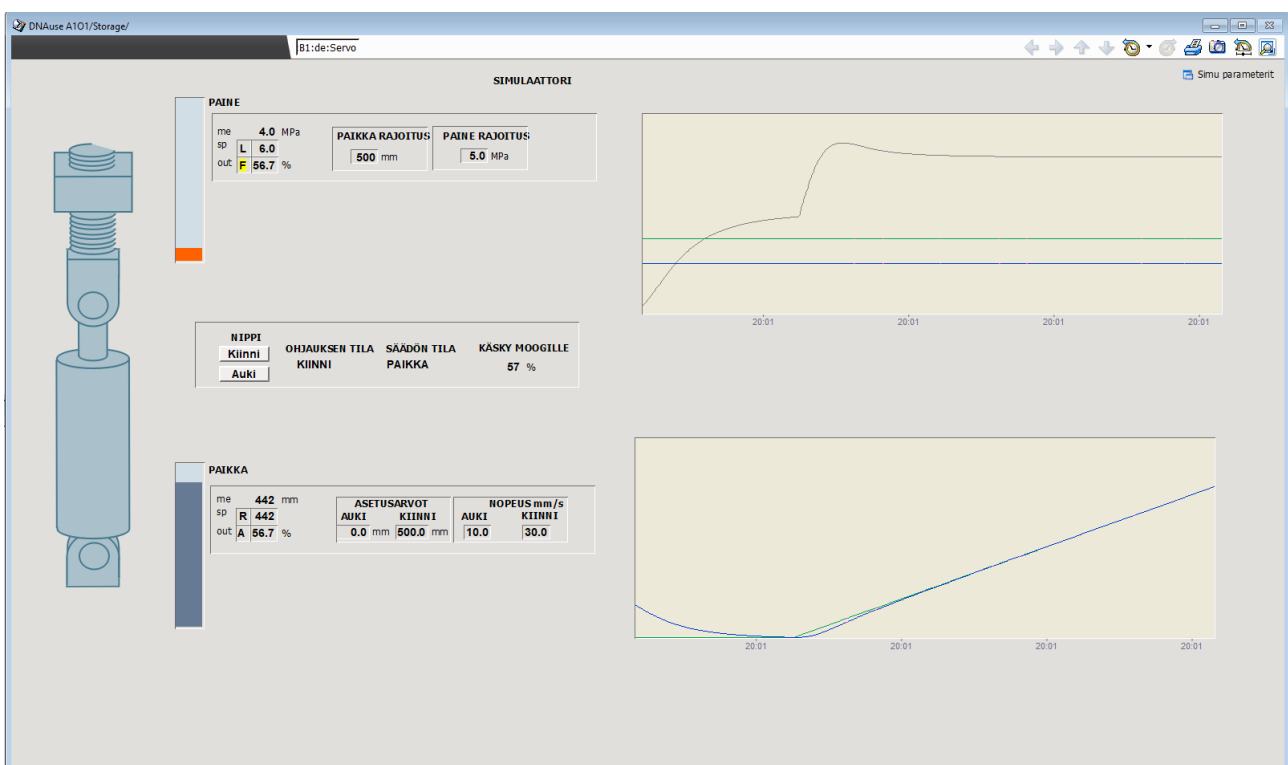 DNAuse A1O1/Storage/
B1:de:Servo
Simu parameterit
SIMULAATTORI
PAINE
me 4.0 MPa
sp L 6.0
out F 56.7 %
PAIKKA RAJOITUS
500 mm
PAINE RAJOITUS
5.0 MPa
20:01 20:01 20:01 20:01
NIPPI
Kiinni
Auki
OHJAUKSEN TILA
KIINNI
SÄÄDÖN TILA
PAIKKA
KÄSKY MOOGILLE
57 %
PAIKKA
me 442 mm
sp R 442
out A 56.7 %
ASETUSARVOT
AUKI KIINNI
0.0 mm 500.0 mm
NOPEUS mm/s
AUKI KIINNI
10.0 30.0
20:01 20:01 20:01 20:01